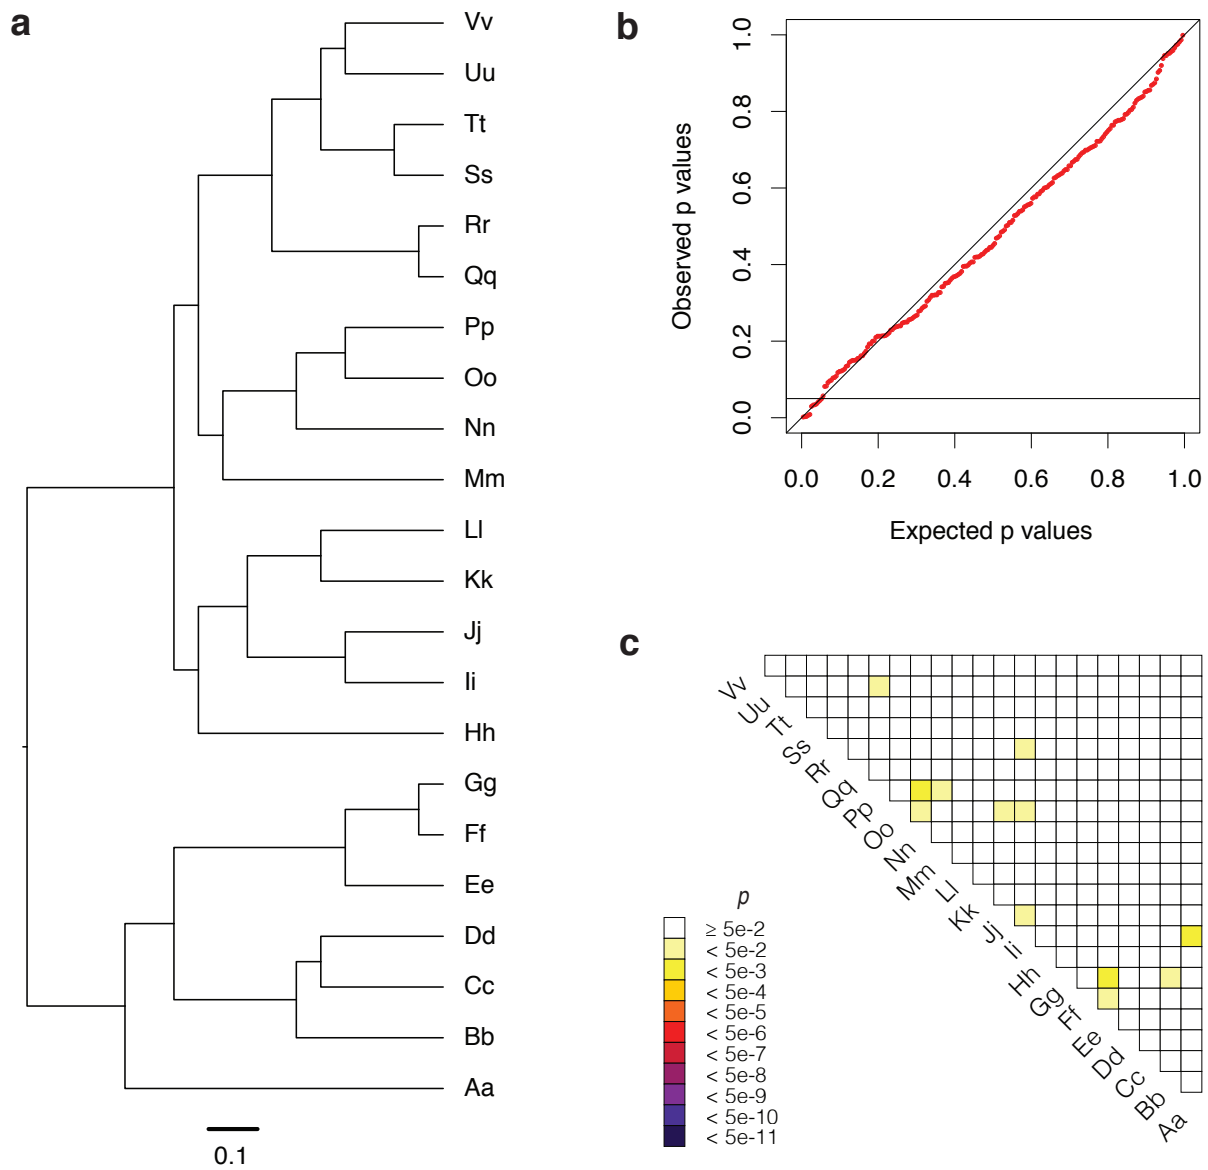 a
Vv
Uu
Tt
Ss
Rr
Qq
Pp
Oo
Nn
Mm
Ll
Kk
Jj
Ii
Hh
Gg
Ff
Ee
Dd
Cc
Bb
Aa
0.1
b
Observed p values
1.0
0.8
0.6
0.4
0.2
0.0
0.0 0.2 0.4 0.6 0.8 1.0
Expected p values
c
Vv
Uu
Tt
Ss
Rr
Qq
Pp
Oo
Nn
Mm
Ll
Kk
Jj
Ii
Hh
Gg
Ff
Ee
Dd
Cc
Bb
Aa
p
≥ 5e-2
< 5e-2
< 5e-3
< 5e-4
< 5e-5
< 5e-6
< 5e-7
< 5e-8
< 5e-9
< 5e-10
< 5e-11